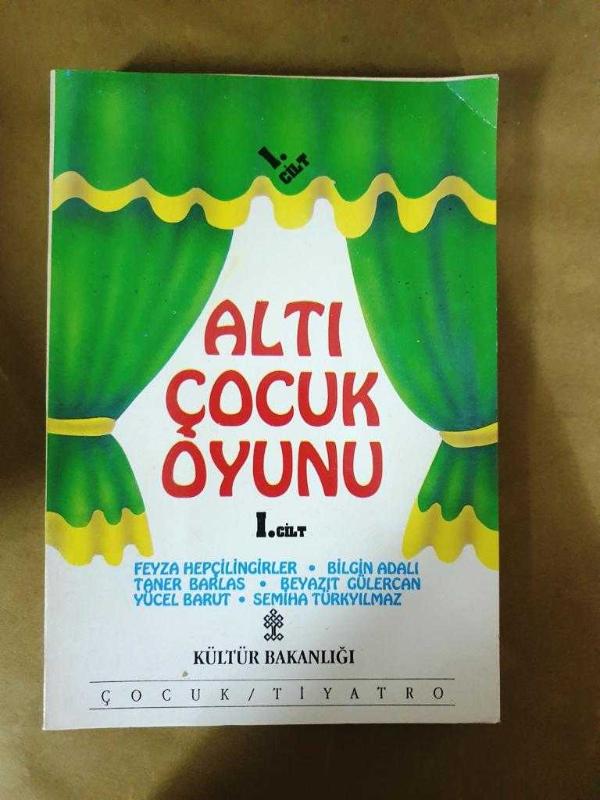 1.
CİLT
ALTI
ÇOCUK
OYUNU
1.CİLT
FEYZA HEPÇİLİNGİRLER • BİLGİN ADALI
TANER BARLAS • BEYAZIT GÜLERCAN
YÜCEL BARUT • SEMİHA TÜRKYILMAZ
KÜLTÜR BAKANLIĞI
ÇOCUK/TİYATRO